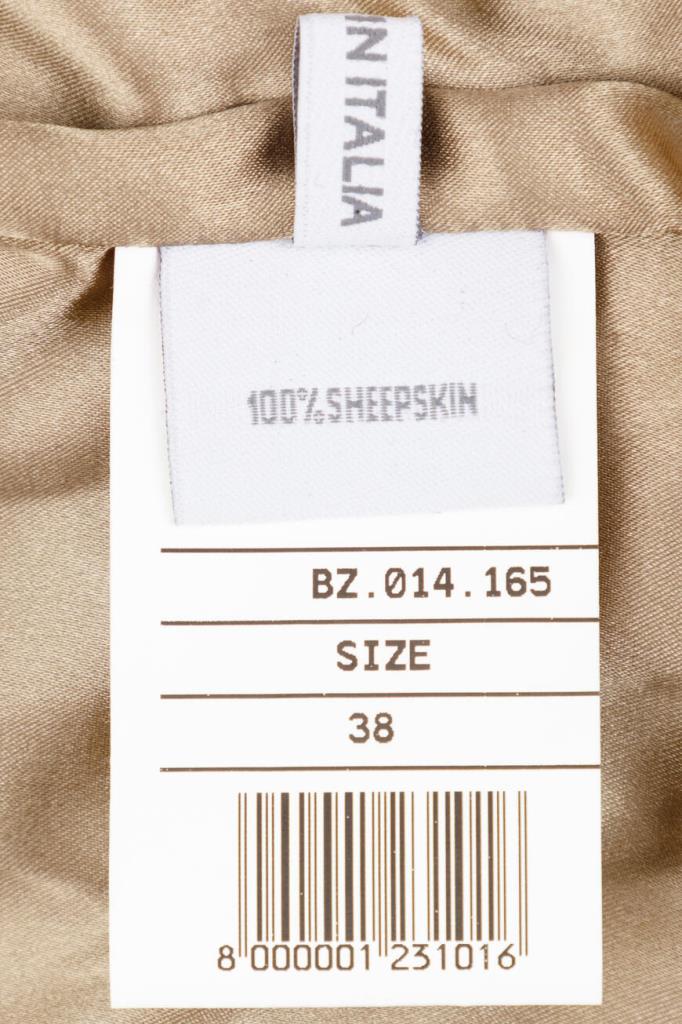 IN ITALIA
100% SHEEPSKIN
BZ.014.165
SIZE
38
8 000001 231016